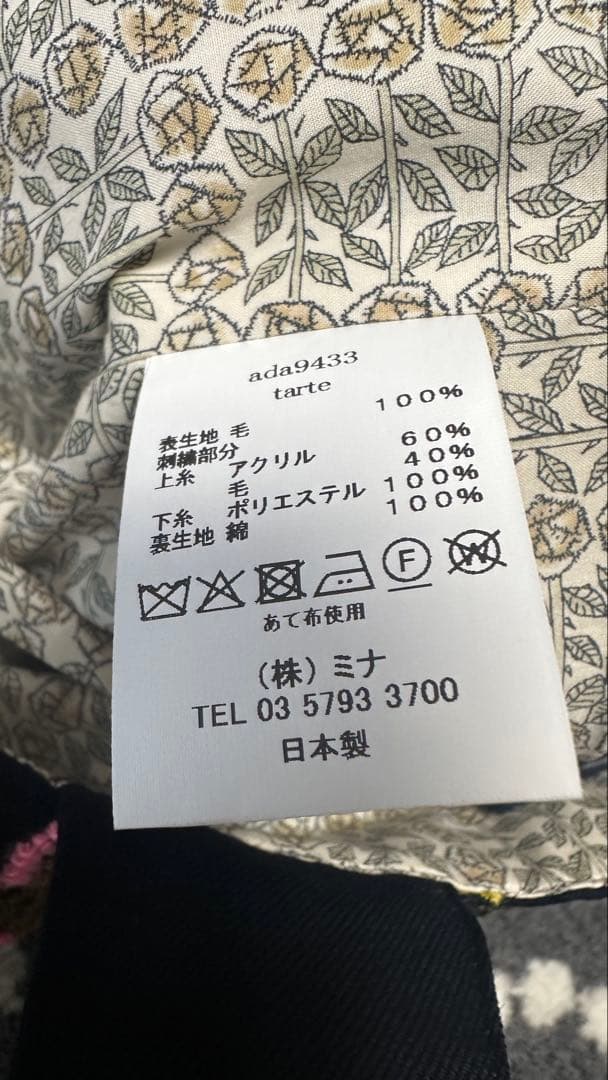 ada9433
tarte
表生地 毛 100%
刺繍部分
上糸 アクリル 60%
毛 40%
下糸 ポリエステル 100%
裏生地 綿 100%
F W
あて布使用
(株)ミナ
TEL 03 5793 3700
日本製